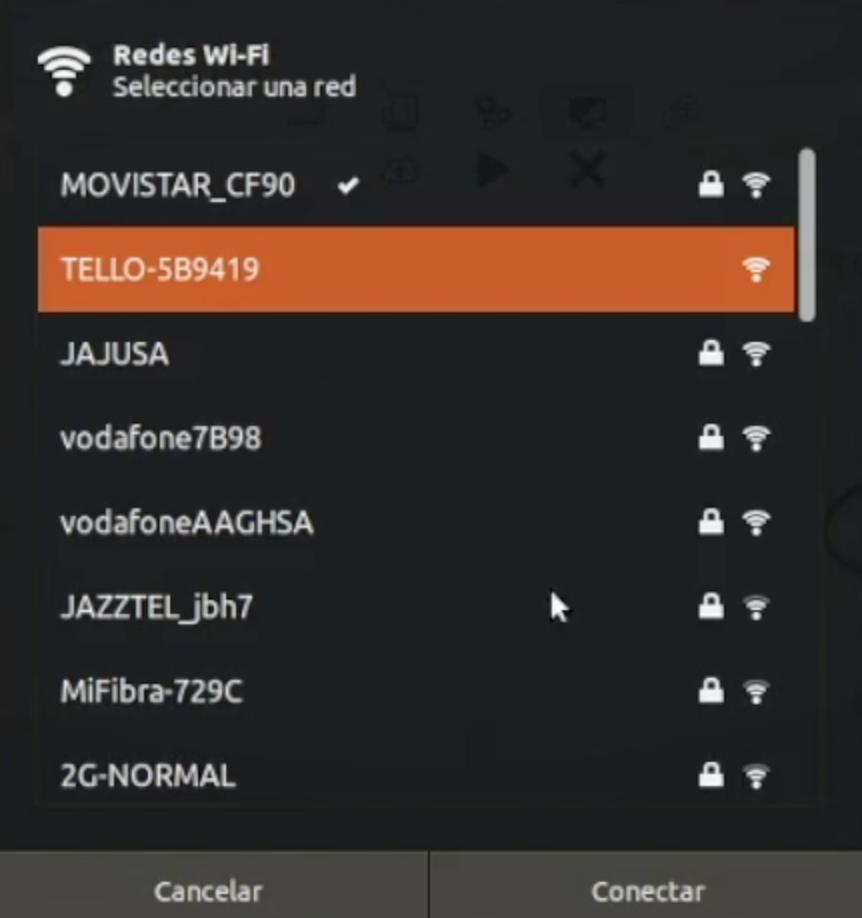 Redes Wi-Fi
Seleccionar una red
MOVISTAR_CF90
TELLO-5B9419
JAJUSA
vodafone7B98
vodafoneAAGHSA
JAZZTEL_jbh7
MiFibra-729C
2G-NORMAL
Cancelar
Conectar